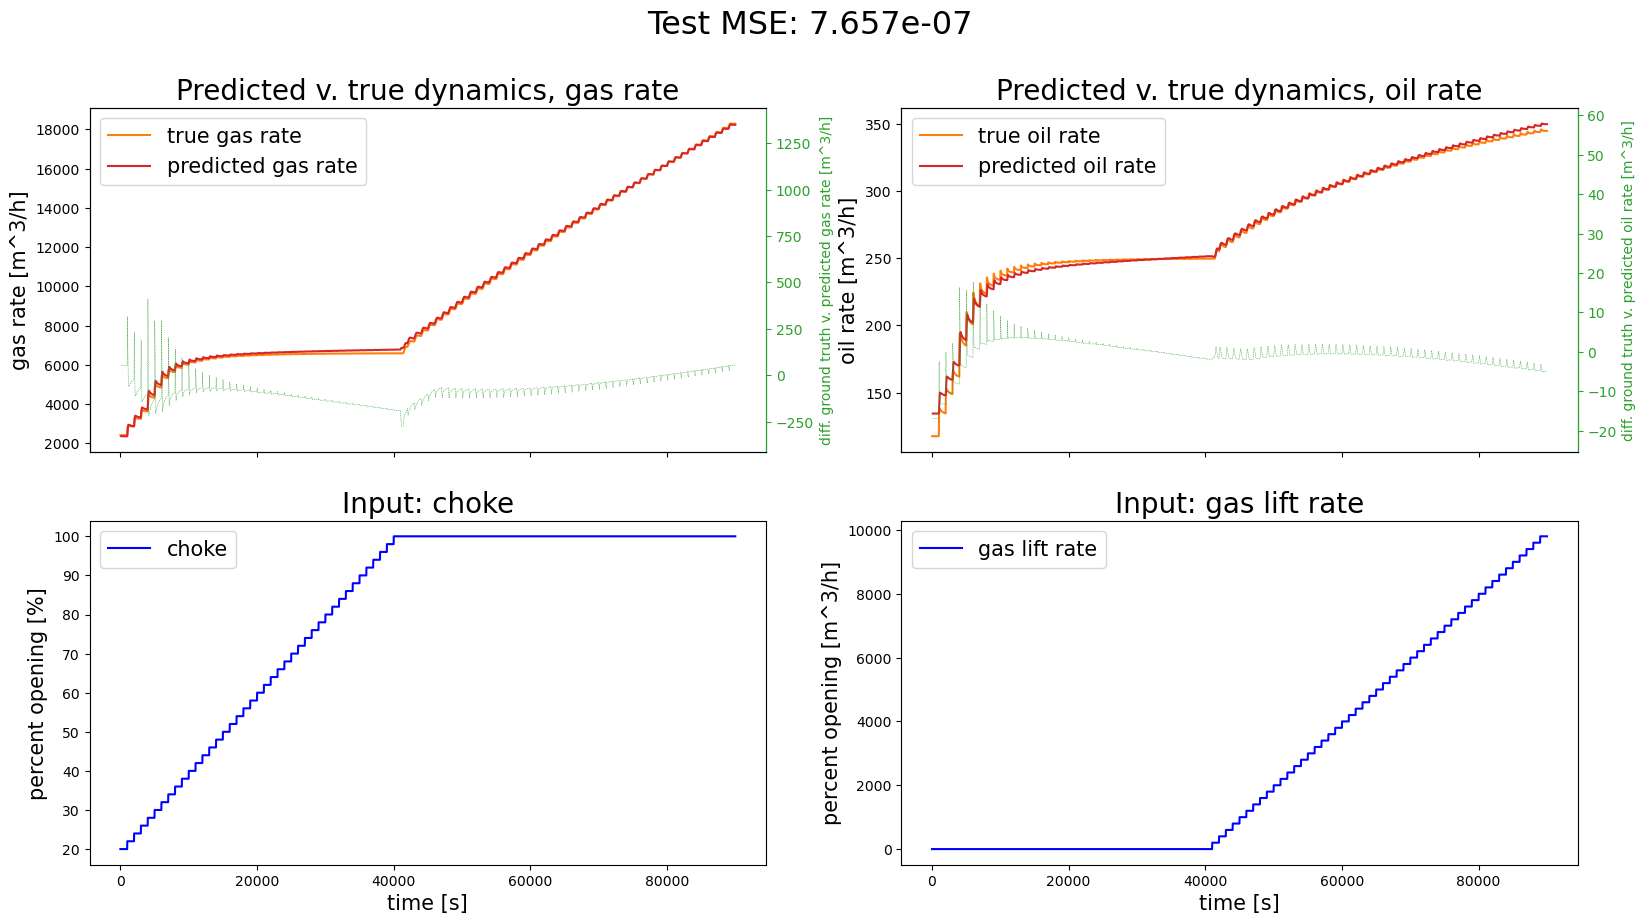 Test MSE: 7.657e-07
Predicted v. true dynamics, gas rate
true gas rate
predicted gas rate
gas rate [m^3/h]
18000
16000
14000
12000
10000
8000
6000
4000
2000
1250
1000
750
500
250
0
−250
diff. ground truth v. predicted gas rate [m^3/h]
Predicted v. true dynamics, oil rate
true oil rate
predicted oil rate
oil rate [m^3/h]
350
300
250
200
150
60
50
40
30
20
10
0
−10
−20
diff. ground truth v. predicted oil rate [m^3/h]
Input: choke
choke
percent opening [%]
100
90
80
70
60
50
40
30
20
0 20000 40000 60000 80000
time [s]
Input: gas lift rate
gas lift rate
percent opening [m^3/h]
10000
8000
6000
4000
2000
0
0 20000 40000 60000 80000
time [s]